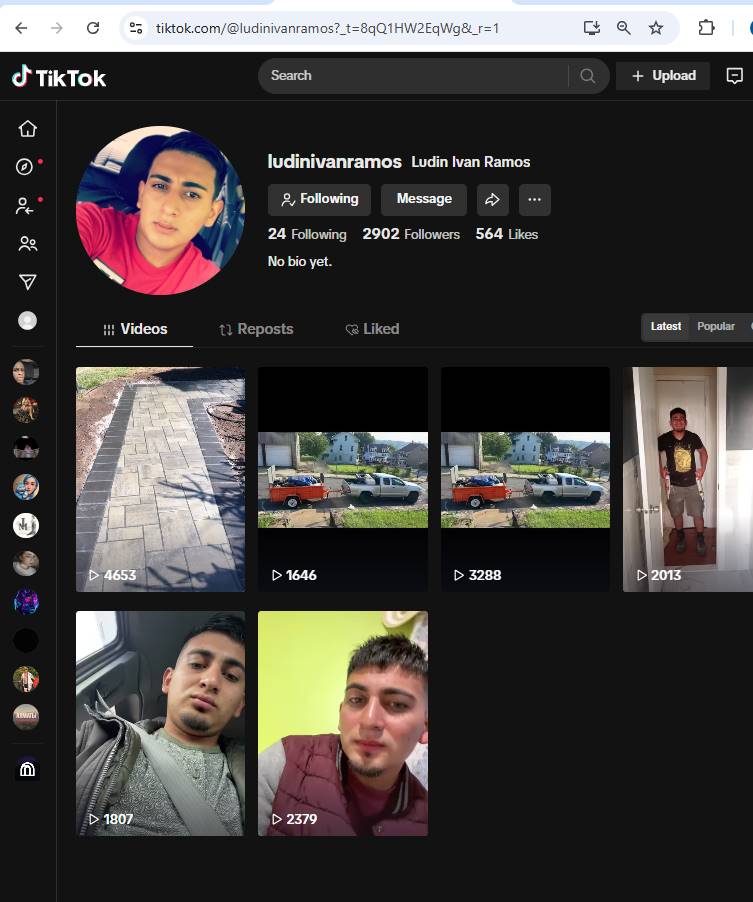 tiktok.com/@ludinivanramos?_t=8qQ1HW2EqWg&_r=1
TikTok
Search
+ Upload
ludinivanramos Ludin Ivan Ramos
Following
Message
24 Following 2902 Followers 564 Likes
No bio yet.
Videos
Reposts
Liked
Latest
Popular
4653
1646
3288
2013
1807
2379